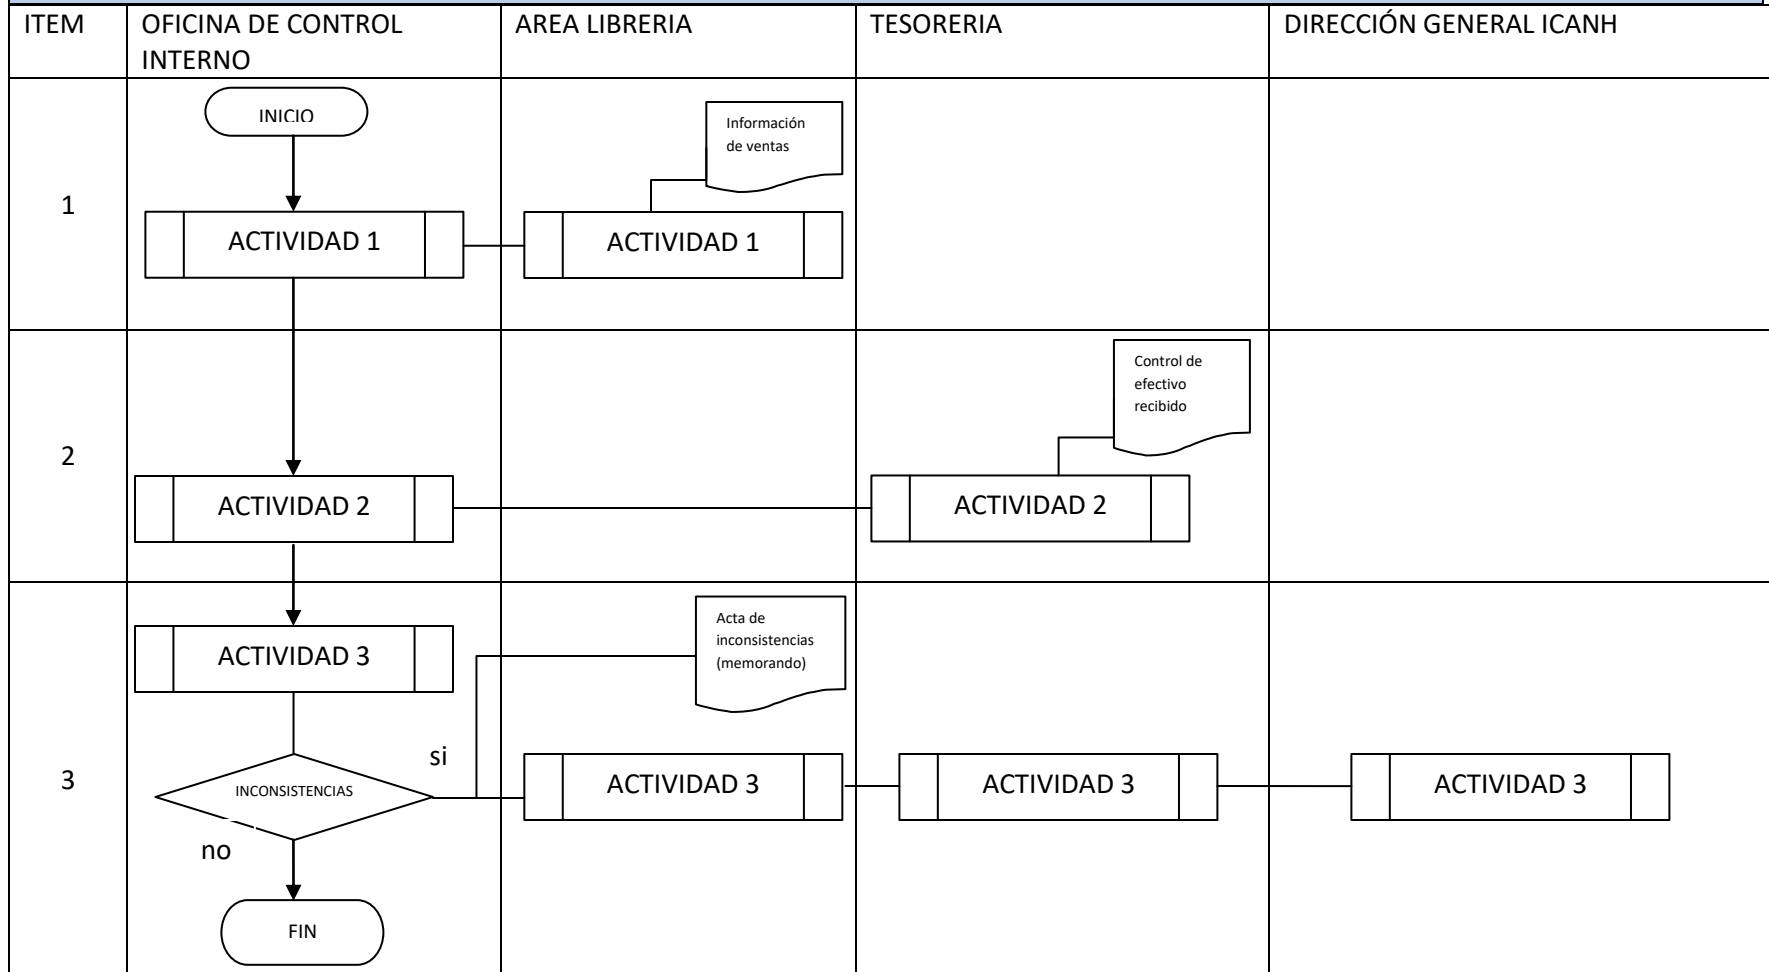 ITEM
OFICINA DE CONTROL
INTERNO
AREA LIBRERIA
TESORERIA
DIRECCIÓN GENERAL ICANH
INICIO
Información
de ventas
1
ACTIVIDAD 1
ACTIVIDAD 1
Control de
efectivo
recibido
2
ACTIVIDAD 2
ACTIVIDAD 2
Acta de
inconsistencias
(memorando)
ACTIVIDAD 3
si
3
INCONSISTENCIAS
ACTIVIDAD 3
ACTIVIDAD 3
ACTIVIDAD 3
no
FIN